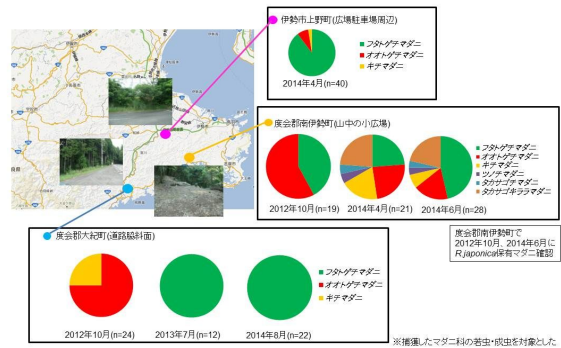 伊勢市上野町(広場駐車場周辺)
フタトゲチマダニ
オオトゲチマダニ
キチマダニ
2014年4月(n=40)
度会郡南伊勢町(山中の小広場)
フタトゲチマダニ
オオトゲチマダニ
キチマダニ
ツノチマダニ
タカサゴチマダニ
タカサゴキララマダニ
2012年10月(n=19)
2014年4月(n=21)
2014年6月(n=28)
度会郡南伊勢町で
2012年10月、2014年6月に
R.japonica保有マダニ確認
度会郡大紀町(道路脇斜面)
フタトゲチマダニ
オオトゲチマダニ
キチマダニ
2012年10月(n=24)
2013年7月(n=12)
2014年8月(n=22)
※捕獲したマダニ科の若虫・成虫を対象とした